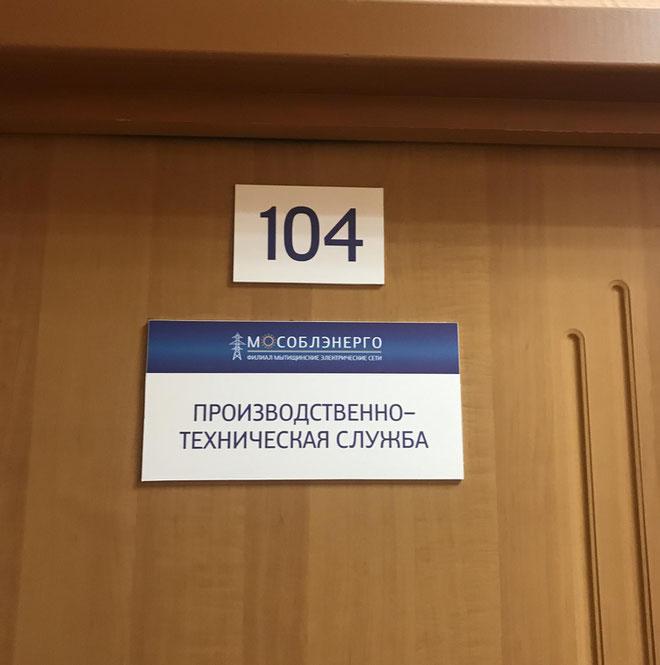 104
МОСОБЛЭНЕРГО
ФИЛИАЛ МЫТИЩИНСКИЕ ЭЛЕКТРИЧЕСКИЕ СЕТИ
ПРОИЗВОДСТВЕННО–
ТЕХНИЧЕСКАЯ СЛУЖБА